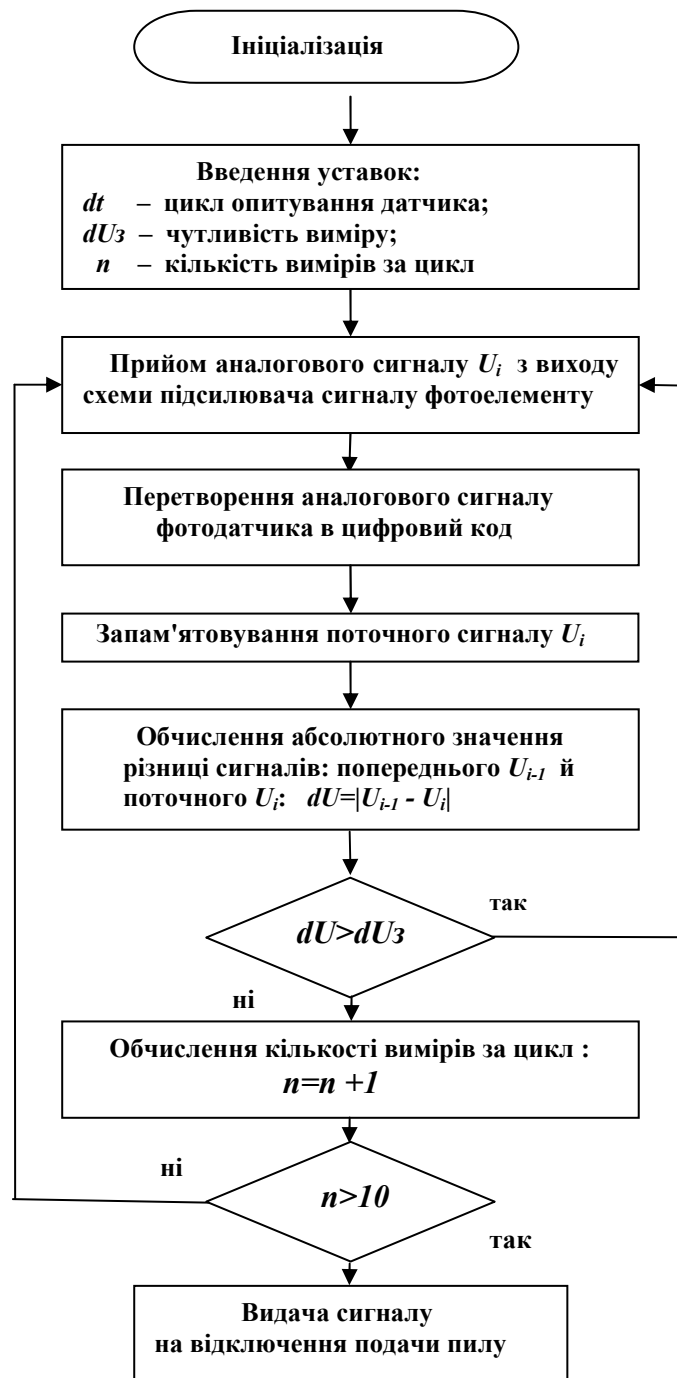 Ініціалізація
Введення уставок:
dt – цикл опитування датчика;
dUз – чутливість виміру;
n – кількість вимірів за цикл
Прийом аналогового сигналу Ui з виходу
схеми підсилювача сигналу фотоелементу
Перетворення аналогового сигналу
фотодатчика в цифровий код
Запам'ятовування поточного сигналу Ui
Обчислення абсолютного значення
різниці сигналів: попереднього Ui-1 й
поточного Ui: dU=|Ui-1 - Ui|
так
dU>dUз
ні
Обчислення кількості вимірів за цикл :
n=n +1
ні
n>10
так
Видача сигналу
на відключення подачи пилу